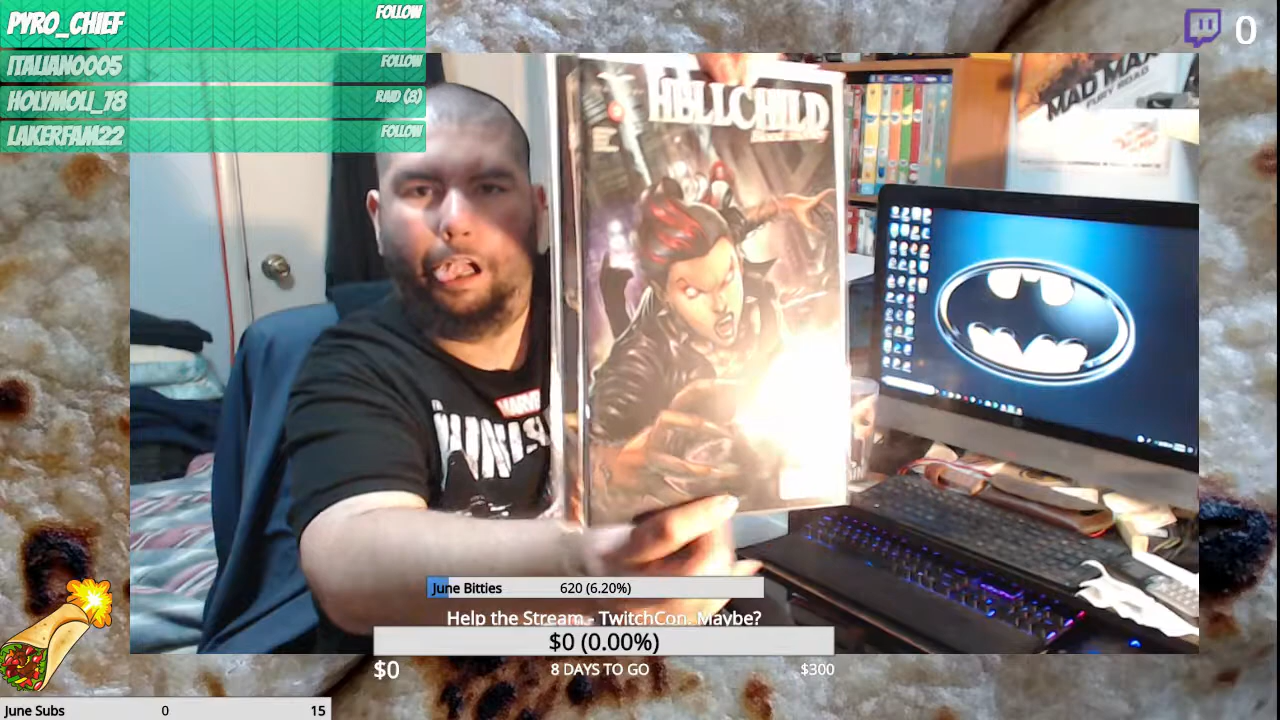 PYRO_CHIEF FOLLOW
ITALIANO005 FOLLOW
HOLYMOLI_78 RAID (8)
LAKERFAM22 FOLLOW
0
HELLCHILD
MAD MAX
FURY ROAD
MARVEL
June Bitties 620 (6.20%)
Help the Stream - TwitchCon. Maybe?
$0 (0.00%)
$0 8 DAYS TO GO $300
June Subs 0 15